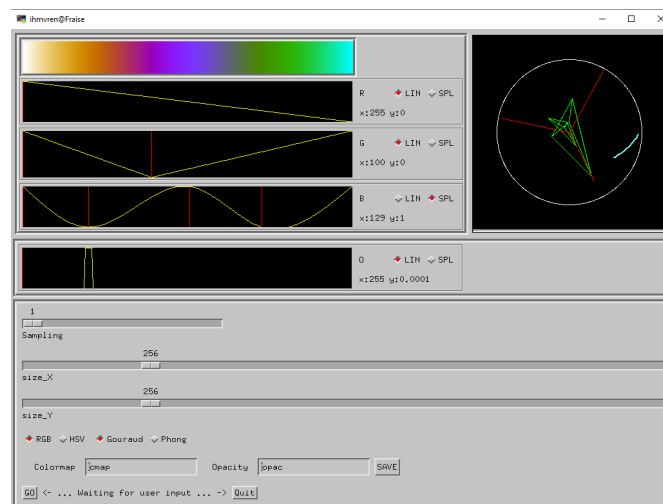 ihmvren@Fraise
R LIN SPL
x:255 y:0
G LIN SPL
x:100 y:0
B LIN SPL
x:129 y:1
O LIN SPL
x:255 y:0.0001
1
Sampling
256
size_X
256
size_Y
RGB HSV Gouraud Phong
Colormap cmap Opacity opac SAVE
GO <- ... Waiting for user input ... -> Quit